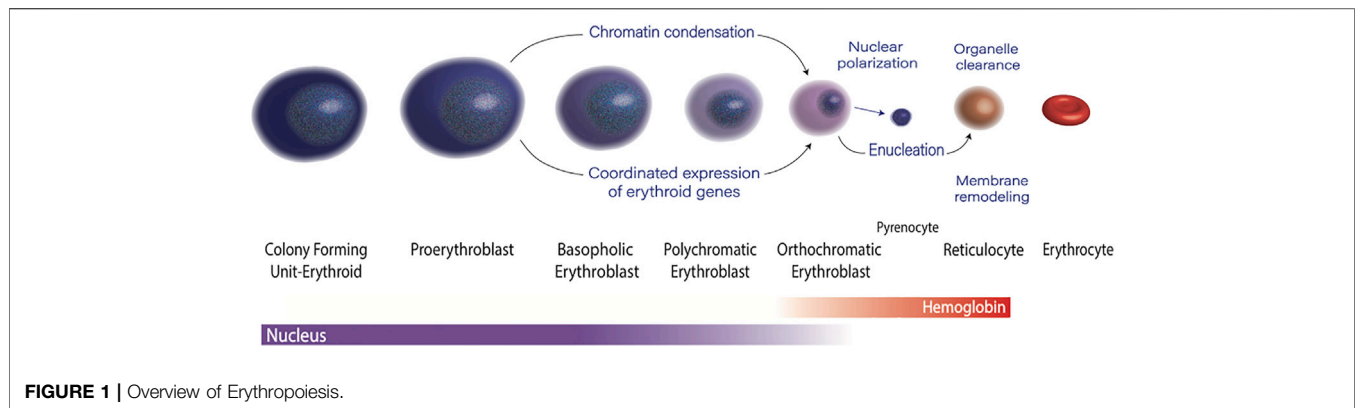 Chromatin condensation
Nuclear
polarization
Organelle
clearance
Enucleation
Coordinated expression
of erythroid genes
Membrane
remodeling
Pyrenocyte
Colony Forming
Unit-Erythroid
Proerythroblast
Basopholic
Erythroblast
Polychromatic
Erythroblast
Orthochromatic
Erythroblast
Reticulocyte
Erythrocyte
Hemoglobin
Nucleus
FIGURE 1 | Overview of Erythropoiesis.